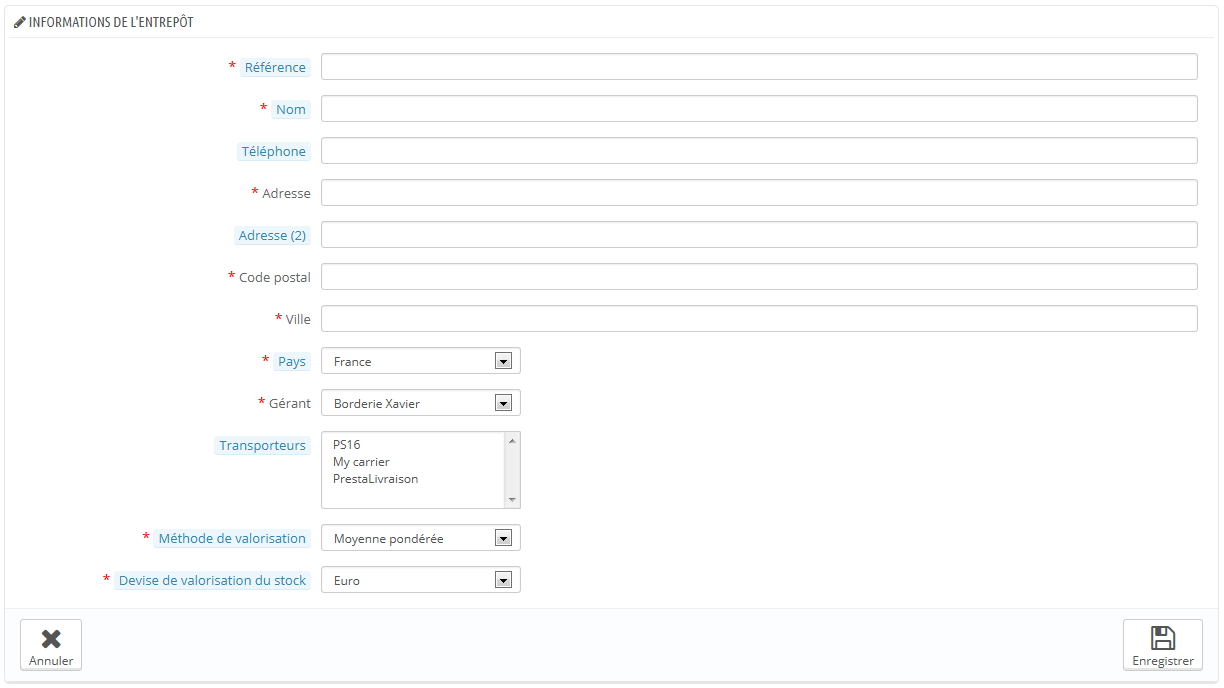 INFORMATIONS DE L'ENTREPÔT
* Référence
* Nom
Téléphone
* Adresse
Adresse (2)
* Code postal
* Ville
* Pays France
* Gérant Borderie Xavier
Transporteurs PS16
My carrier
PrestaLivraison
* Méthode de valorisation Moyenne pondérée
* Devise de valorisation du stock Euro
Annuler Enregistrer